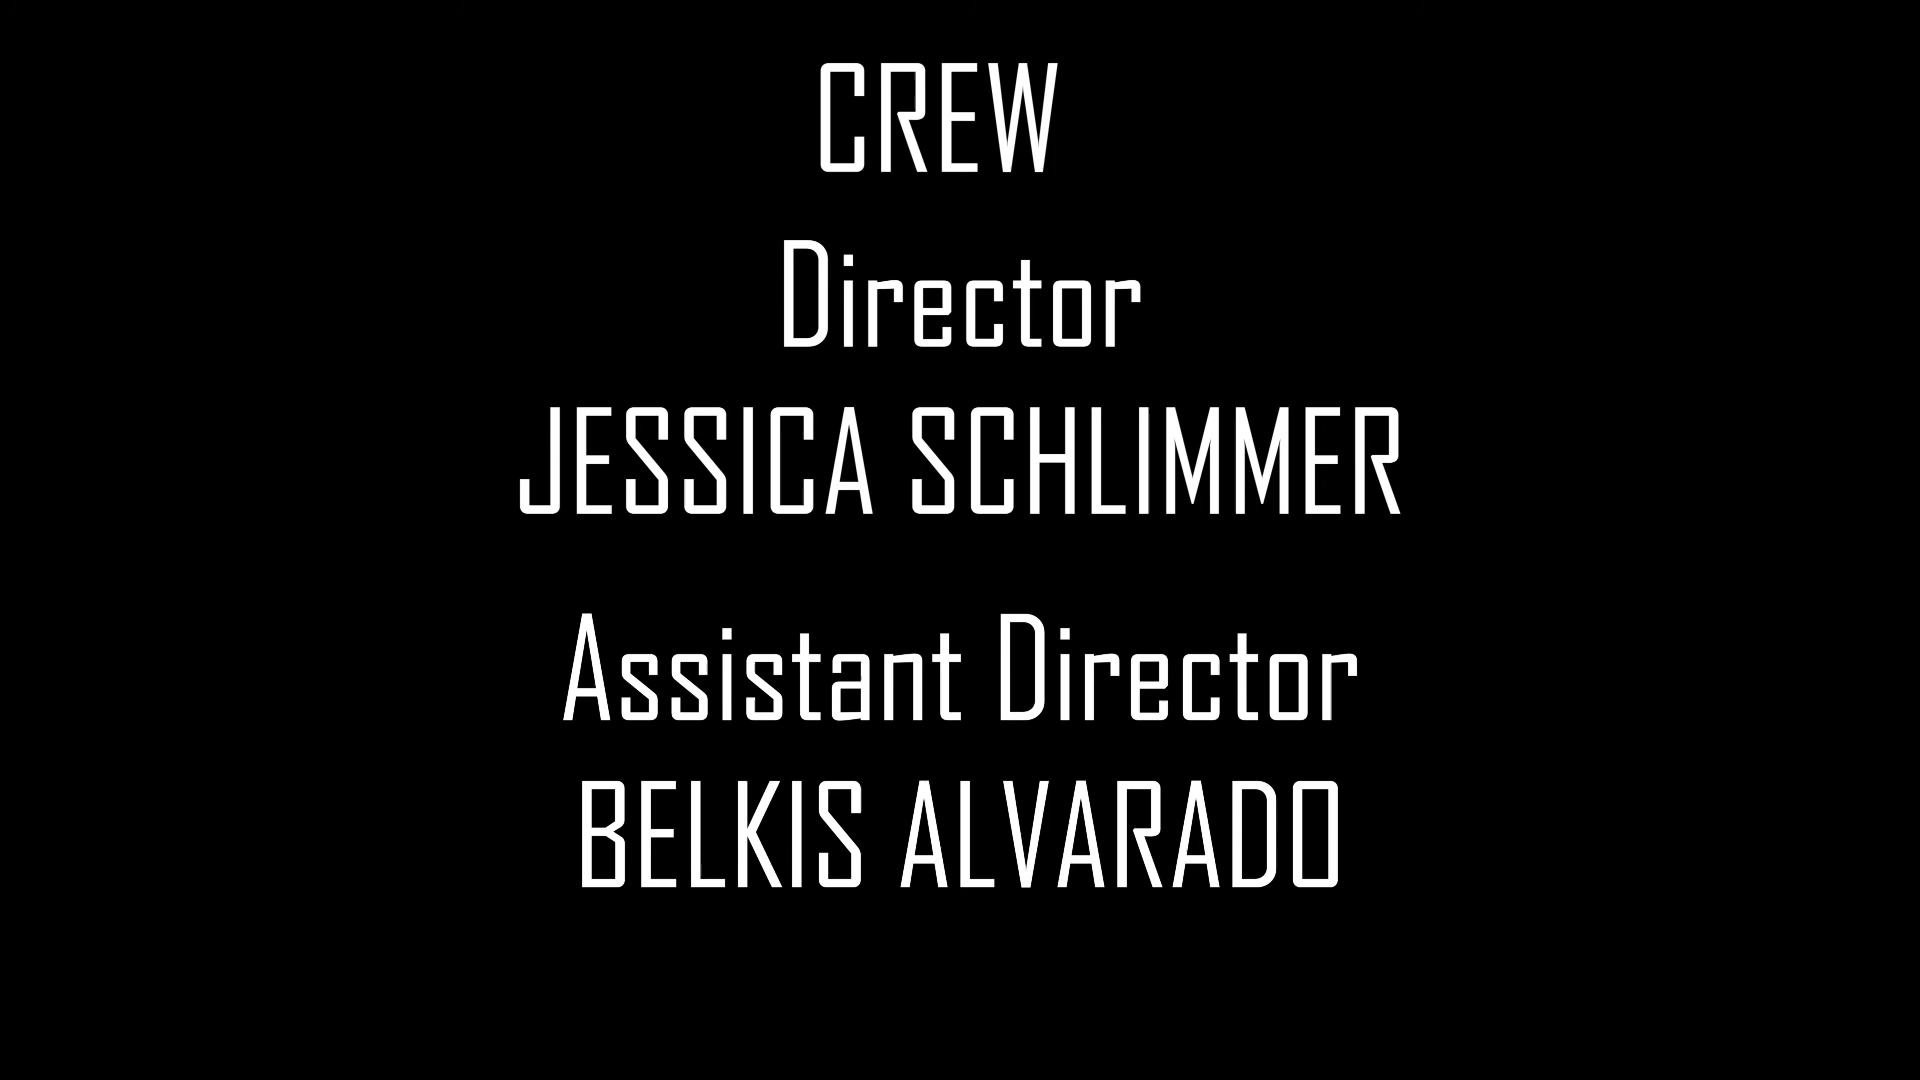 CREW
Director
JESSICA SCHLIMMER
Assistant Director
BELKIS ALVARADO